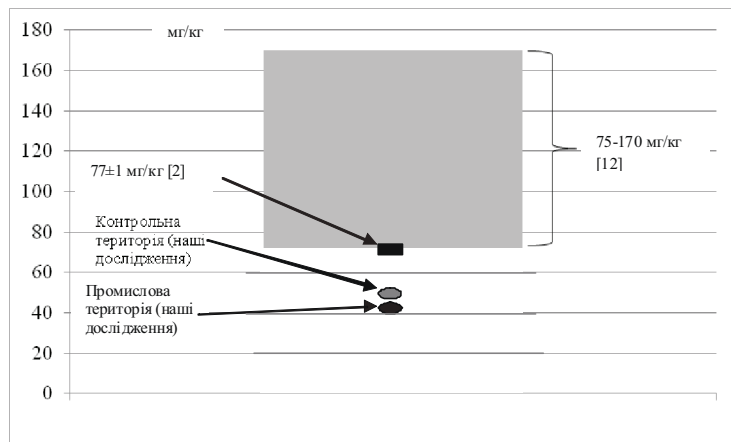 180
мг/кг
160
140
120
100
80
60
40
20
0
75-170 мг/кг
[12]
77±1 мг/кг [2]
Контрольна
територія (наші
дослідження)
Промислова
територія (наші
дослідження)